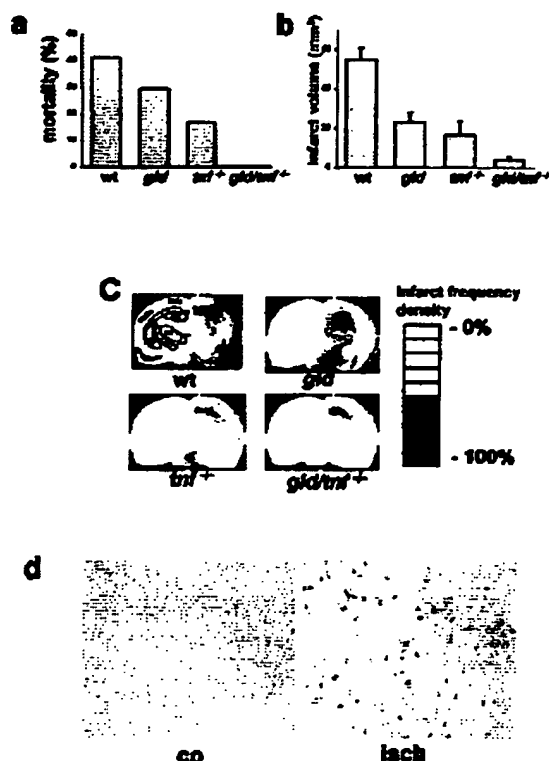 a
mortality (%)
wt gld tnf-/- gld/tnf-/-
b
infarct volume (mm³)
wt gld tnf-/- gld/tnf-/-
c
wt
gld
tnf-/-
gld/tnf-/-
Infarct frequency
density
- 0%
- 100%
d
co
isch